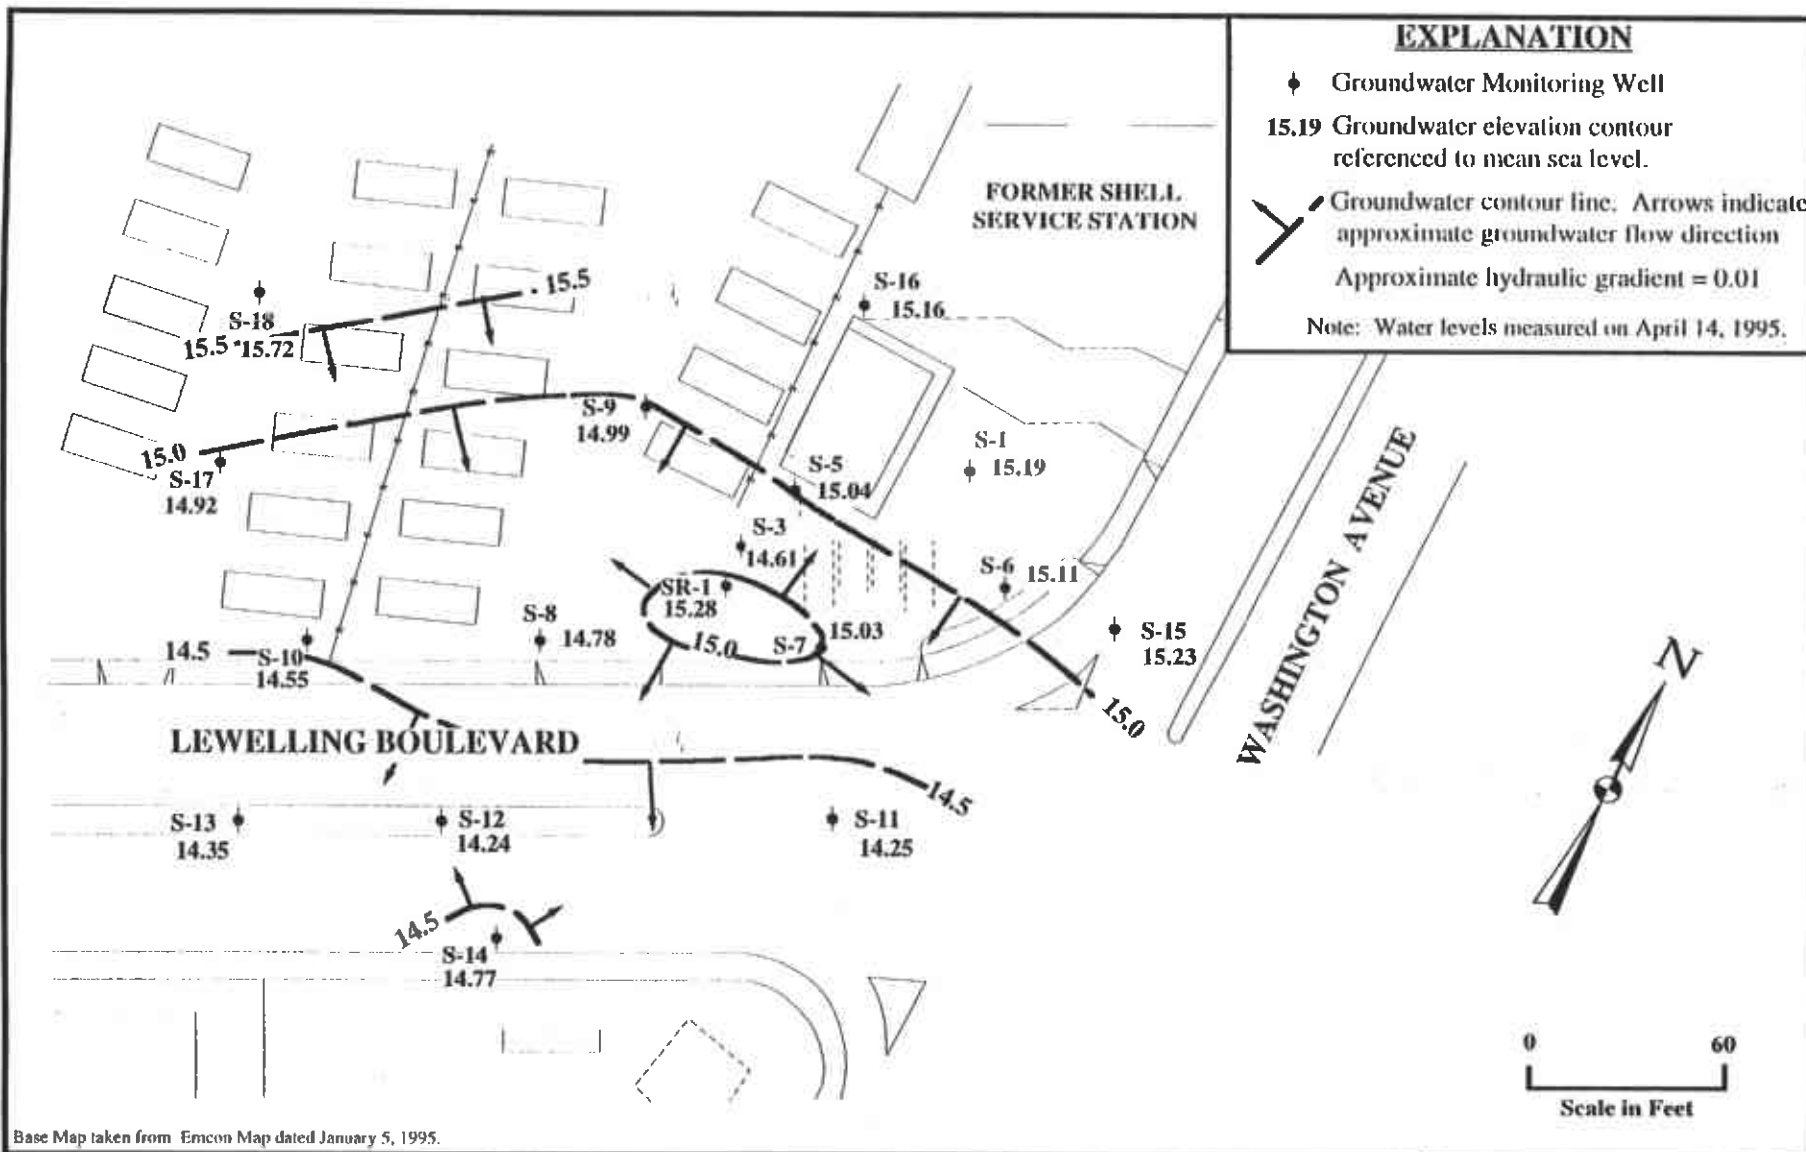 EXPLANATION
Groundwater Monitoring Well
15.19 Groundwater elevation contour
referenced to mean sea level.
Groundwater contour line. Arrows indicate
approximate groundwater flow direction
Approximate hydraulic gradient = 0.01
Note: Water levels measured on April 14, 1995.
FORMER SHELL
SERVICE STATION
S-16
15.16
15.5
S-18
15.5 *15.72
S-9
14.99
S-1
15.19
15.0
S-17
14.92
S-5
15.04
S-3
14.61
S-6 15.11
SR-1
15.28
S-8
14.78
15.03
15.0
S-7
S-15
15.23
14.5
S-10
14.55
15.0
WASHINGTON AVENUE
N
LEWELLING BOULEVARD
14.5
S-13
14.35
S-12
14.24
S-11
14.25
14.5
S-14
14.77
0 60
Scale in Feet
Base Map taken from Emcon Map dated January 5, 1995.